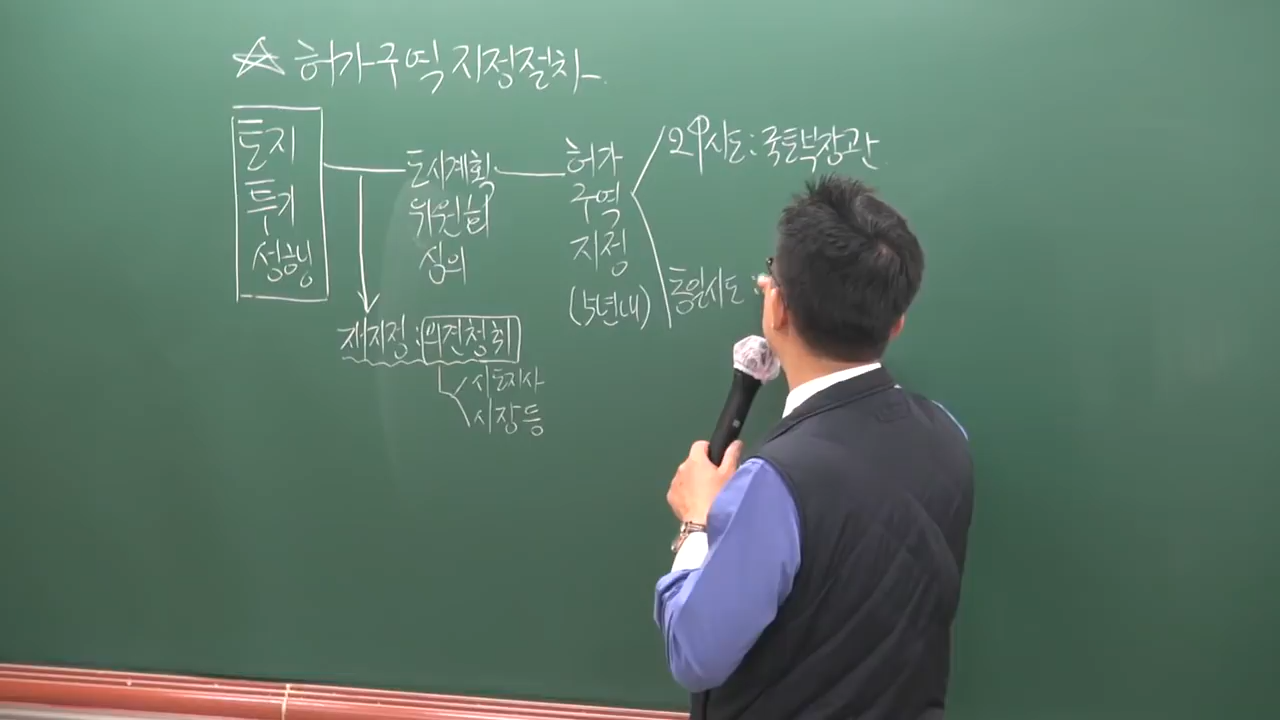 ☆ 허가구역 지정절차
토지
투기
성행
도시계획
위원회
심의
허가
구역
지정
(5년내)
2이상시도 : 국토부장관
동일시도 :
재지정 : 의견청취
시도지사
시장등